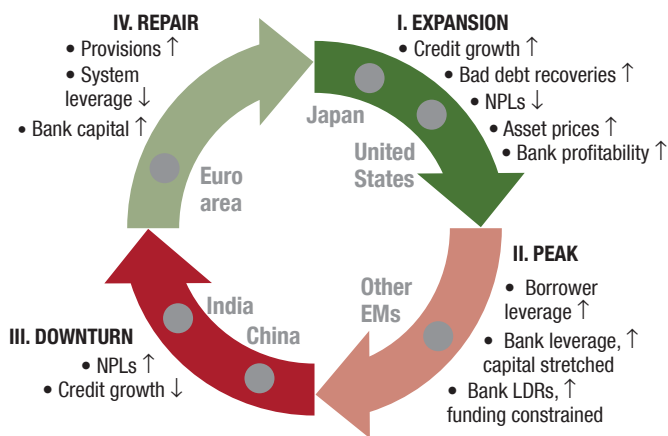 I. EXPANSION
• Credit growth ↑
• Bad debt recoveries ↑
• NPLs ↓
• Asset prices ↑
• Bank profitability ↑
Japan
United
States
II. PEAK
• Borrower
leverage ↑
• Bank leverage, ↑
capital stretched
• Bank LDRs, ↑
funding constrained
Other
EMs
III. DOWNTURN
• NPLs ↑
• Credit growth ↓
India
China
IV. REPAIR
• Provisions ↑
• System
leverage ↓
• Bank capital ↑
Euro
area